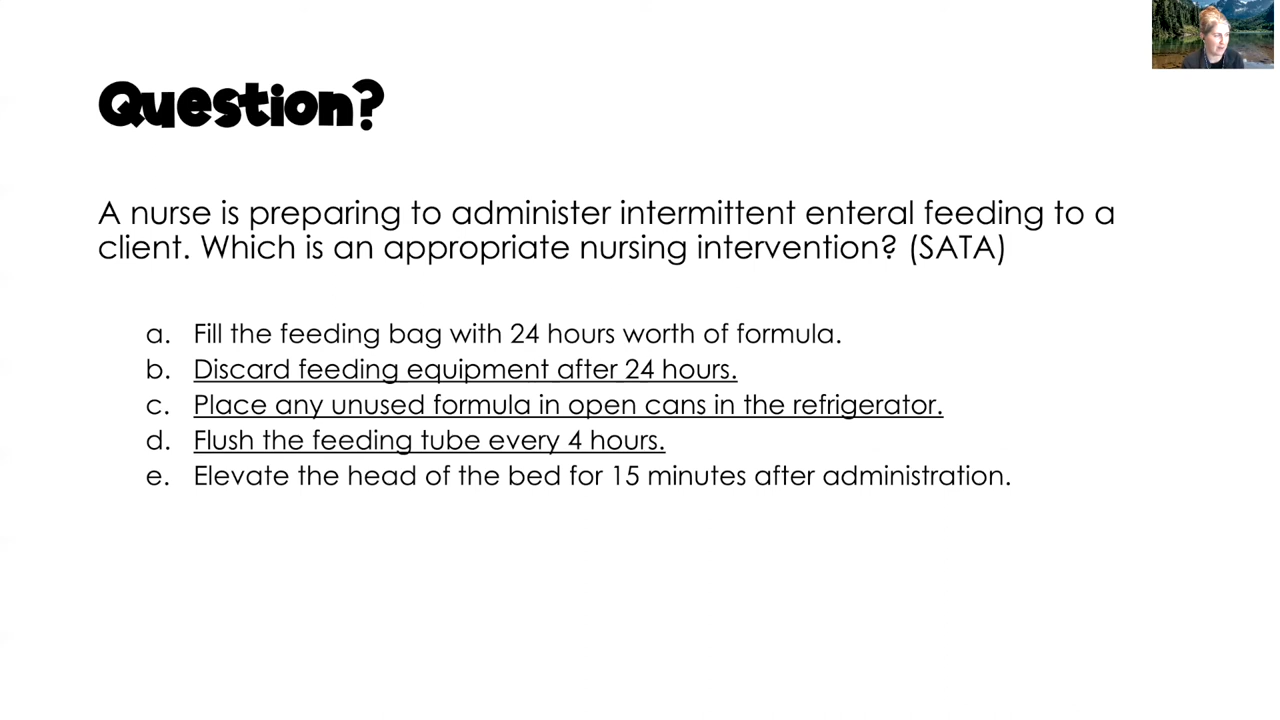 Question?
A nurse is preparing to administer intermittent enteral feeding to a
client. Which is an appropriate nursing intervention? (SATA)
a. Fill the feeding bag with 24 hours worth of formula.
b. Discard feeding equipment after 24 hours.
c. Place any unused formula in open cans in the refrigerator.
d. Flush the feeding tube every 4 hours.
e. Elevate the head of the bed for 15 minutes after administration.